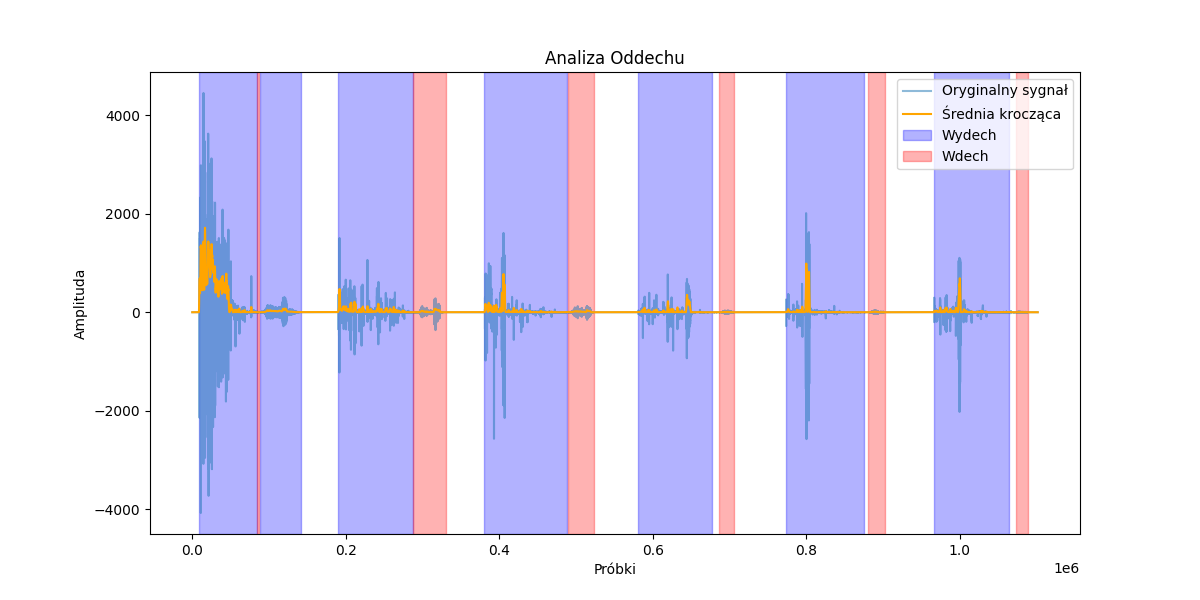 Analiza Oddechu
Oryginalny sygnał
Średnia krocząca
Wydech
Wdech
Amplituda
4000
2000
0
−2000
−4000
0.0 0.2 0.4 0.6 0.8 1.0
1e6
Próbki